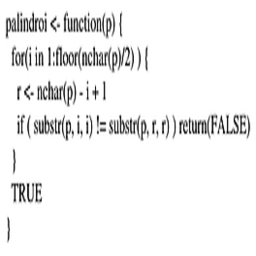 palindroi <- function(p) {
for(i in 1:floor(nchar(p)/2) ) {
r <- nchar(p) - i + 1
if ( substr(p, i, i) != substr(p, r, r) ) return(FALSE)
}
TRUE
}